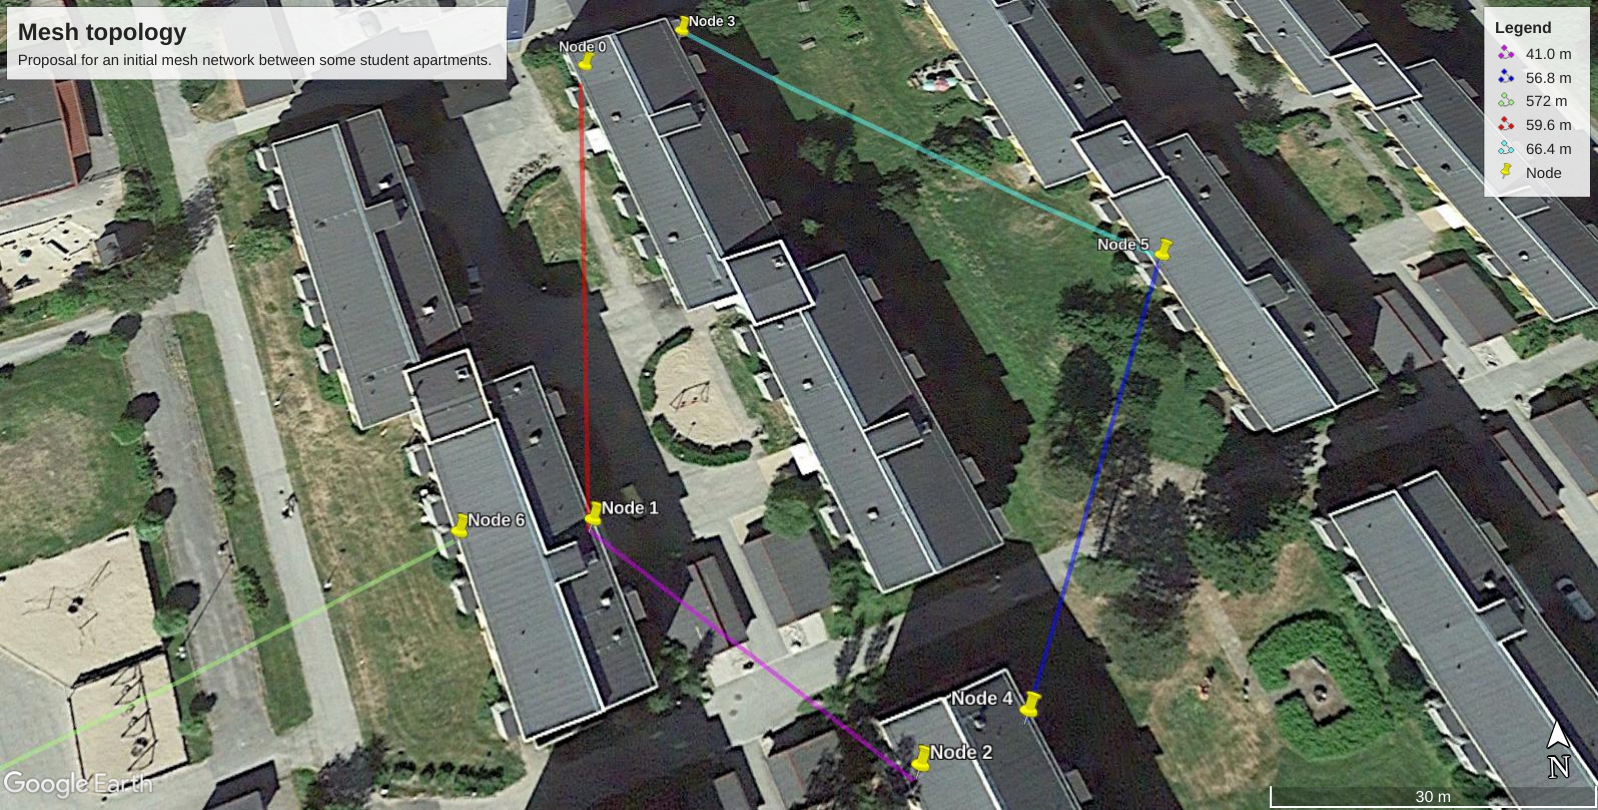 Mesh topology
Proposal for an initial mesh network between some student apartments.
Node 3
Node 0
Legend
41.0 m
56.8 m
572 m
59.6 m
66.4 m
Node
Node 5
Node 1
Node 6
Node 4
Node 2
N
Google Earth
30 m